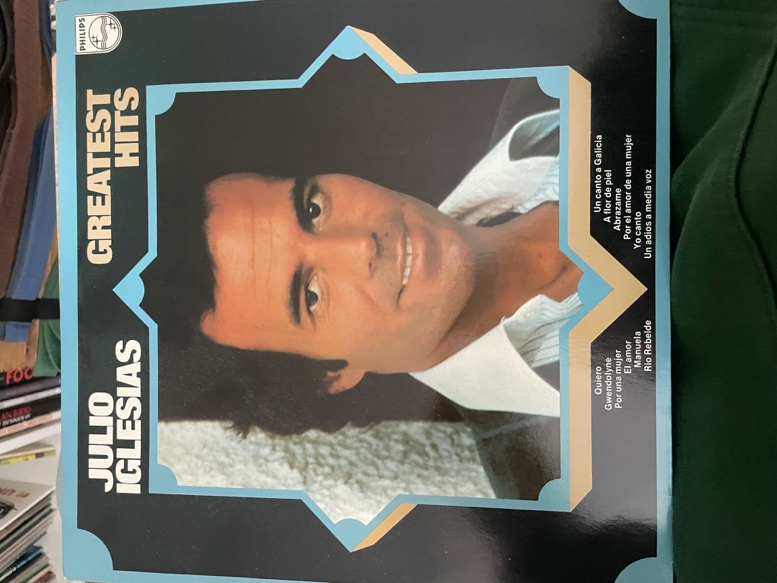 JULIO
IGLESIAS
GREATEST
HITS
PHILIPS
Quiero
Gwendolyne
Por una mujer
El amor
Manuela
Rio Rebelde
Un canto a Galicia
A flor de piel
Abrazame
Por el amor de una mujer
Yo canto
Un adios a media voz
FOC